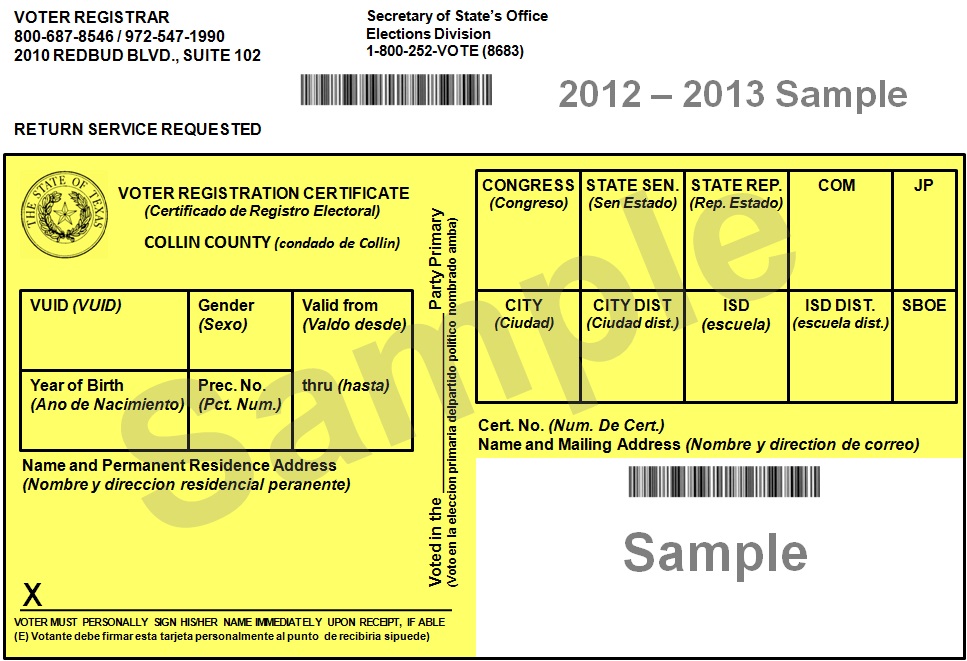 VOTER REGISTRAR
800-687-8546 / 972-547-1990
2010 REDBUD BLVD., SUITE 102
Secretary of State's Office
Elections Division
1-800-252-VOTE (8683)
2012 – 2013 Sample
RETURN SERVICE REQUESTED
THE STATE OF TEXAS
VOTER REGISTRATION CERTIFICATE
(Certificado de Registro Electoral)
COLLIN COUNTY (condado de Collin)
VUID (VUID)
Gender
(Sexo)
Valid from
(Valdo desde)
Year of Birth
(Ano de Nacimiento)
Prec. No.
(Pct. Num.)
thru (hasta)
Name and Permanent Residence Address
(Nombre y direccion residencial peranente)
X
VOTER MUST PERSONALLY SIGN HIS/HER NAME IMMEDIATELY UPON RECEIPT, IF ABLE
(E) Votante debe firmar esta tarjeta personalmente al punto de recibiria sipuede)
Voted in the ________ Party Primary
(Voto en la eleccion primaria delpartido politico nombrado amba)
CONGRESS
(Congreso)
STATE SEN.
(Sen Estado)
STATE REP.
(Rep. Estado)
COM
JP
CITY
(Ciudad)
CITY DIST
(Ciudad dist.)
ISD
(escuela)
ISD DIST.
(escuela dist.)
SBOE
Cert. No. (Num. De Cert.)
Name and Mailing Address (Nombre y direction de correo)
Sample
Sample